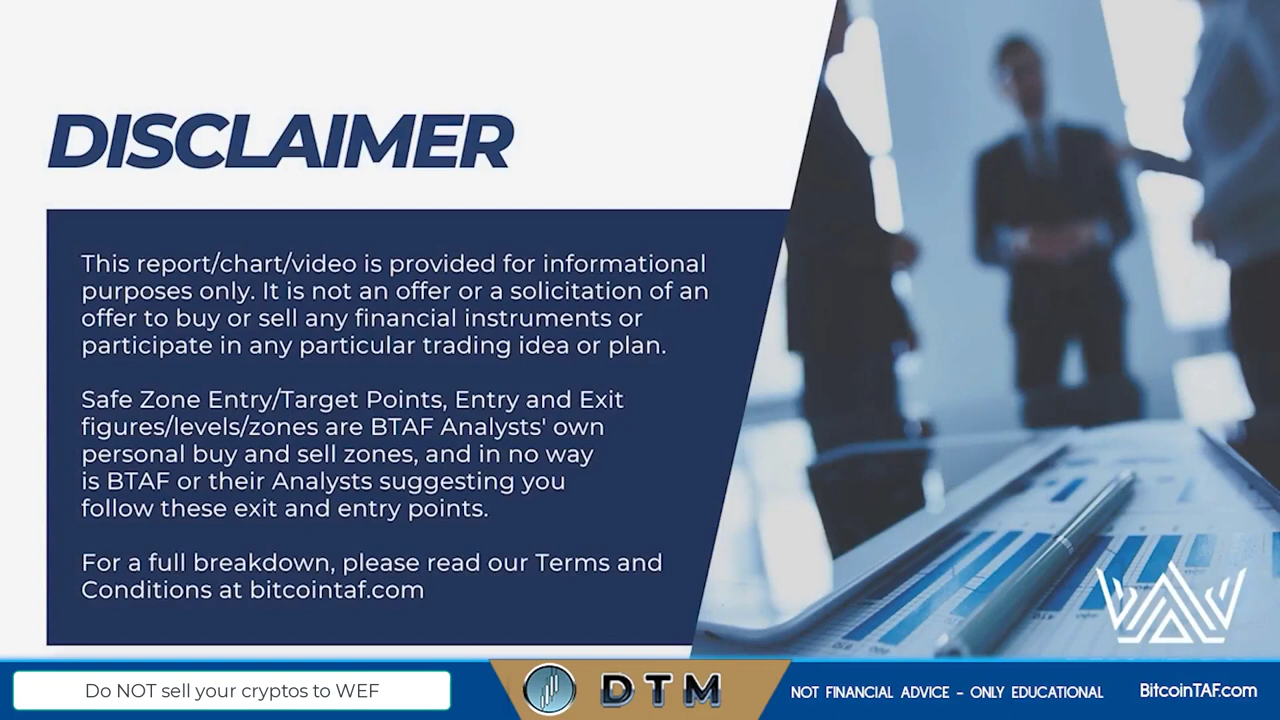 DISCLAIMER
This report/chart/video is provided for informational
purposes only. It is not an offer or a solicitation of an
offer to buy or sell any financial instruments or
participate in any particular trading idea or plan.
Safe Zone Entry/Target Points, Entry and Exit
figures/levels/zones are BTAF Analysts' own
personal buy and sell zones, and in no way
is BTAF or their Analysts suggesting you
follow these exit and entry points.
For a full breakdown, please read our Terms and
Conditions at bitcointaf.com
Do NOT sell your cryptos to WEF
DTM
NOT FINANCIAL ADVICE - ONLY EDUCATIONAL
BitcoinTAF.com